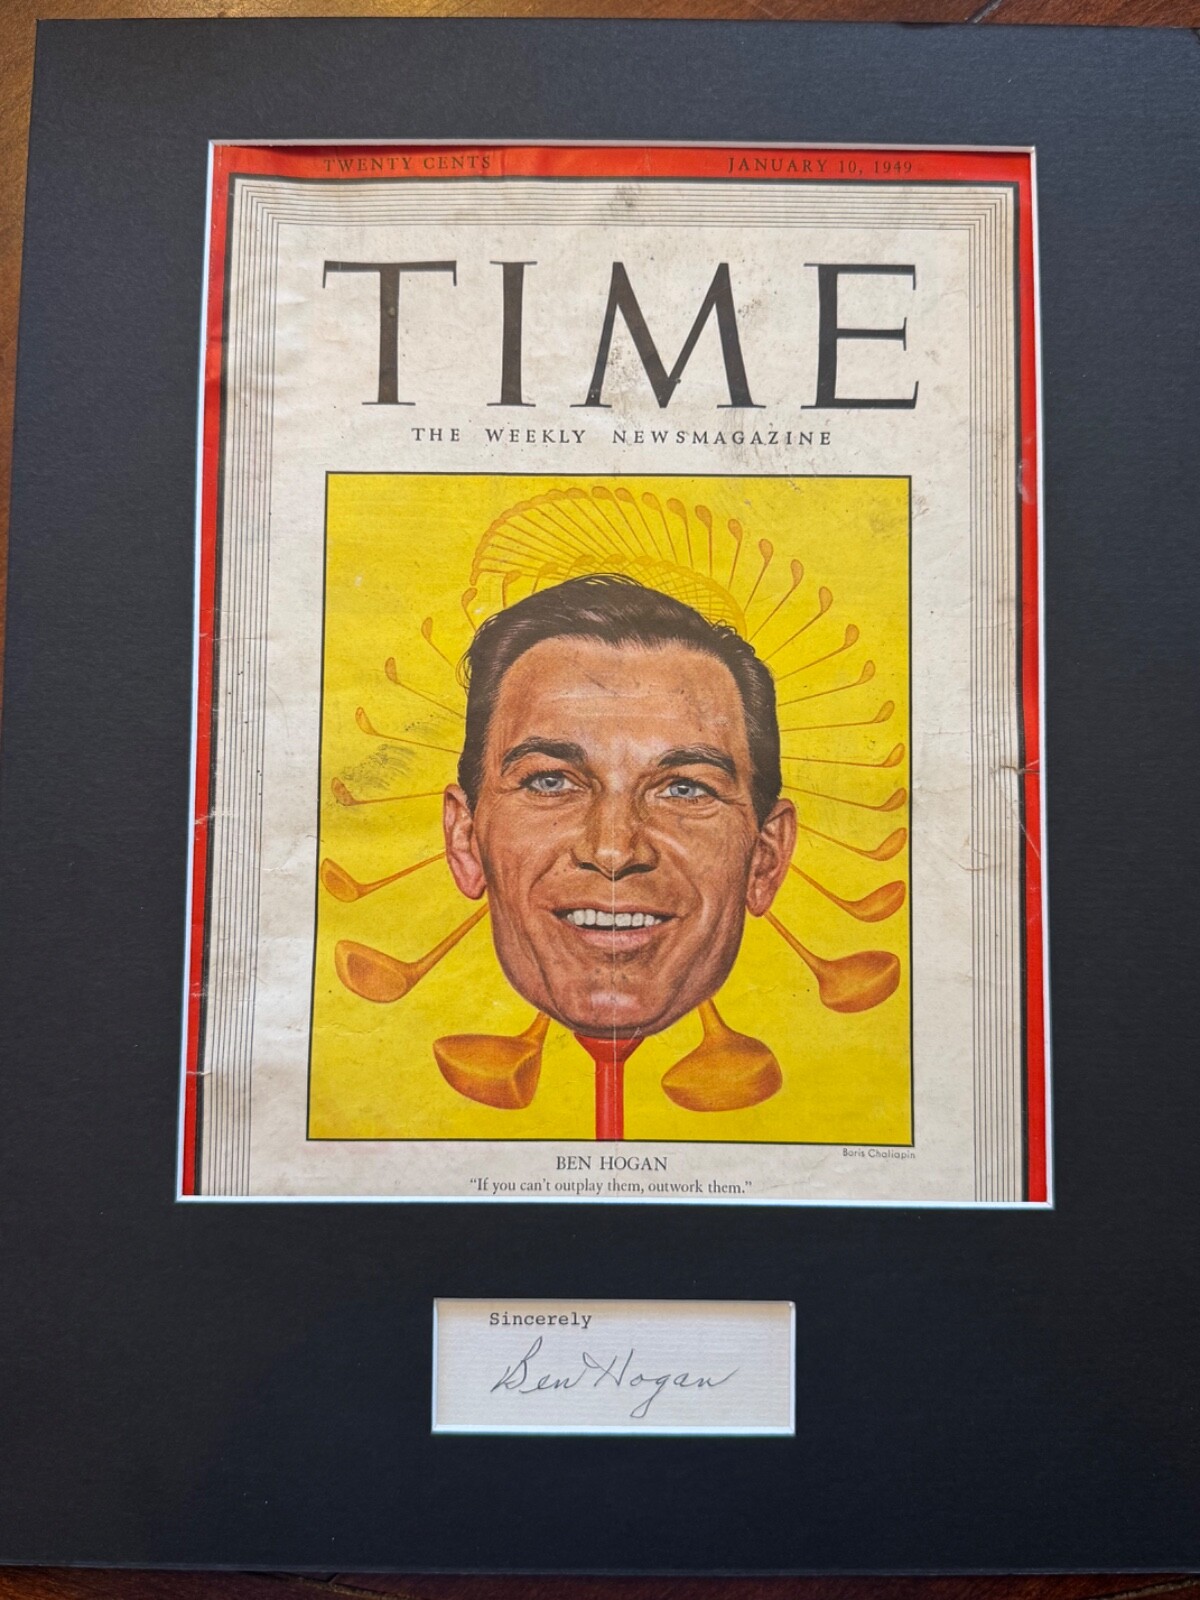 TWENTY CENTS JANUARY 10, 1949
TIME
THE WEEKLY NEWSMAGAZINE
Boris Chaliapin
BEN HOGAN
“If you can't outplay them, outwork them.”
Sincerely
Ben Hogan